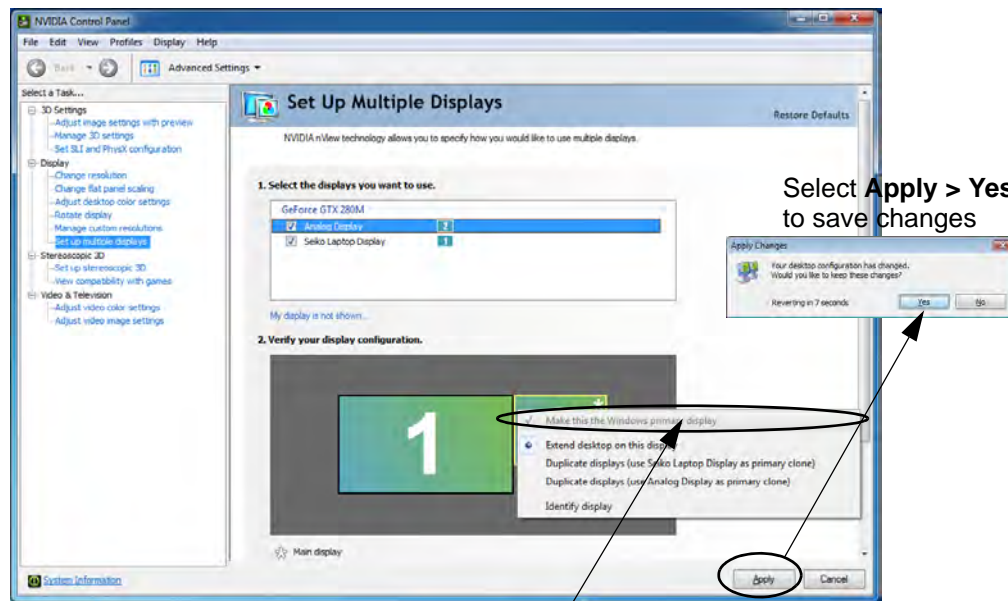 NVIDIA Control Panel
File Edit View Profiles Display Help
Back Advanced Settings
Select a Task...
3D Settings
Adjust image settings with preview
Manage 3D settings
Set SLI and PhysX configuration
Display
Change resolution
Change flat panel scaling
Adjust desktop color settings
Rotate display
Manage custom resolutions
Set up multiple displays
Stereoscopic 3D
Set up stereoscopic 3D
View compatibility with games
Video & Television
Adjust video color settings
Adjust video image settings
System Information
Set Up Multiple Displays
Restore Defaults
NVIDIA nView technology allows you to specify how you would like to use multiple displays.
1. Select the displays you want to use.
GeForce GTX 280M
Analog Display 2
Seiko Laptop Display 1
My display is not shown...
2. Verify your display configuration.
1
Make this the Windows primary display
Extend desktop on this display
Duplicate displays (use Seiko Laptop Display as primary clone)
Duplicate displays (use Analog Display as primary clone)
Identify display
Main display
Apply Cancel
Select Apply > Yes
to save changes
Apply Changes
Your desktop configuration has changed.
Would you like to keep these changes?
Reverting in 7 seconds
Yes No